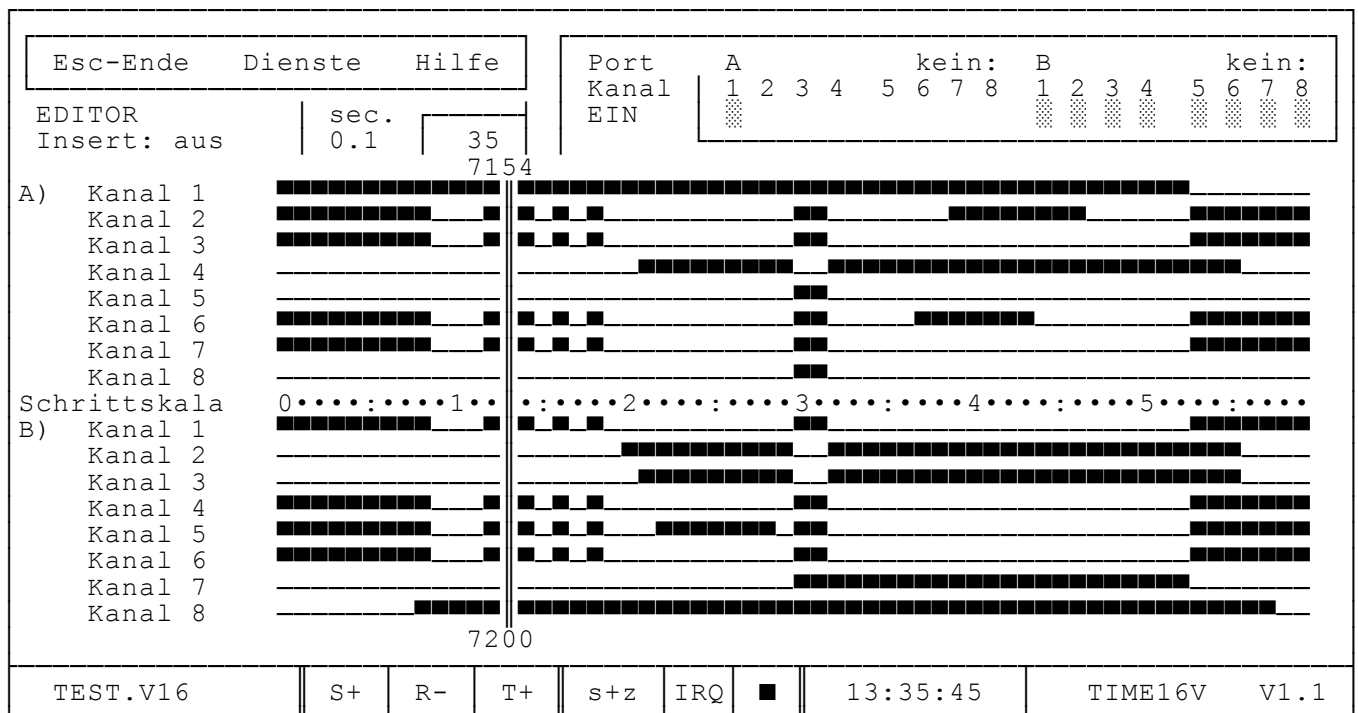 Esc-Ende Dienste Hilfe
Port A kein: B kein:
Kanal 1 2 3 4 5 6 7 8 1 2 3 4 5 6 7 8
EDITOR sec. EIN
Insert: aus 0.1 35
7154
A) Kanal 1
Kanal 2
Kanal 3
Kanal 4
Kanal 5
Kanal 6
Kanal 7
Kanal 8
Schrittskala 0••••:••••1•• •:••••2••••:••••3••••:••••4••••:••••5••••:••••
B) Kanal 1
Kanal 2
Kanal 3
Kanal 4
Kanal 5
Kanal 6
Kanal 7
Kanal 8
7200
TEST.V16 S+ R- T+ s+z IRQ ■ 13:35:45 TIME16V V1.1